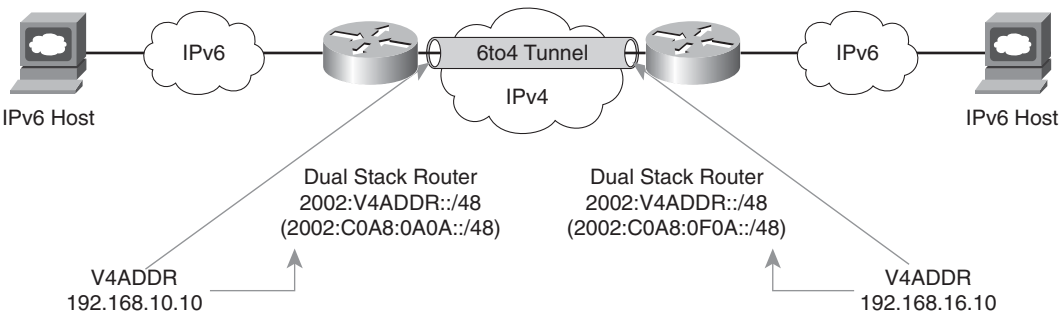 IPv6
6to4 Tunnel
IPv6
IPv4
IPv6 Host
IPv6 Host
Dual Stack Router
2002:V4ADDR::/48
(2002:C0A8:0A0A::/48)
Dual Stack Router
2002:V4ADDR::/48
(2002:C0A8:0F0A::/48)
V4ADDR
192.168.10.10
V4ADDR
192.168.16.10